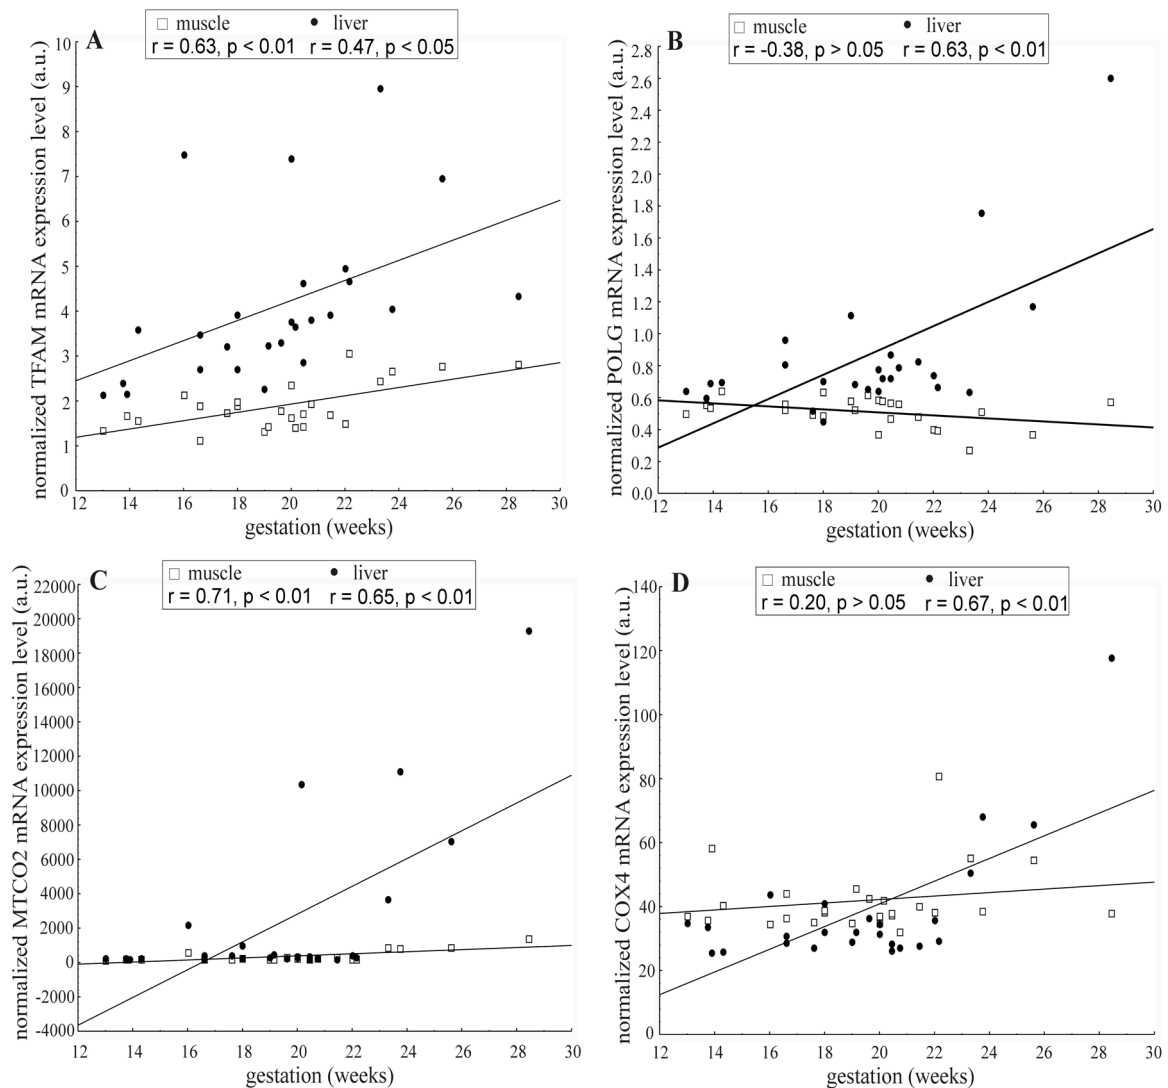 A
□ muscle ● liver
r = 0.63, p < 0.01 r = 0.47, p < 0.05
normalized TFAM mRNA expression level (a.u.)
10
9
8
7
6
5
4
3
2
1
0
12 14 16 18 20 22 24 26 28 30
gestation (weeks)
B
□ muscle ● liver
r = -0.38, p > 0.05 r = 0.63, p < 0.01
normalized POLG mRNA expression level (a.u.)
2.8
2.6
2.4
2.2
2.0
1.8
1.6
1.4
1.2
1.0
0.8
0.6
0.4
0.2
0.0
12 14 16 18 20 22 24 26 28 30
gestation (weeks)
C
□ muscle ● liver
r = 0.71, p < 0.01 r = 0.65, p < 0.01
normalized MTCO2 mRNA expression level (a.u.)
22000
20000
18000
16000
14000
12000
10000
8000
6000
4000
2000
0
-2000
-4000
12 14 16 18 20 22 24 26 28 30
gestation (weeks)
D
□ muscle ● liver
r = 0.20, p > 0.05 r = 0.67, p < 0.01
normalized COX4 mRNA expression level (a.u.)
140
120
100
80
60
40
20
0
12 14 16 18 20 22 24 26 28 30
gestation (weeks)